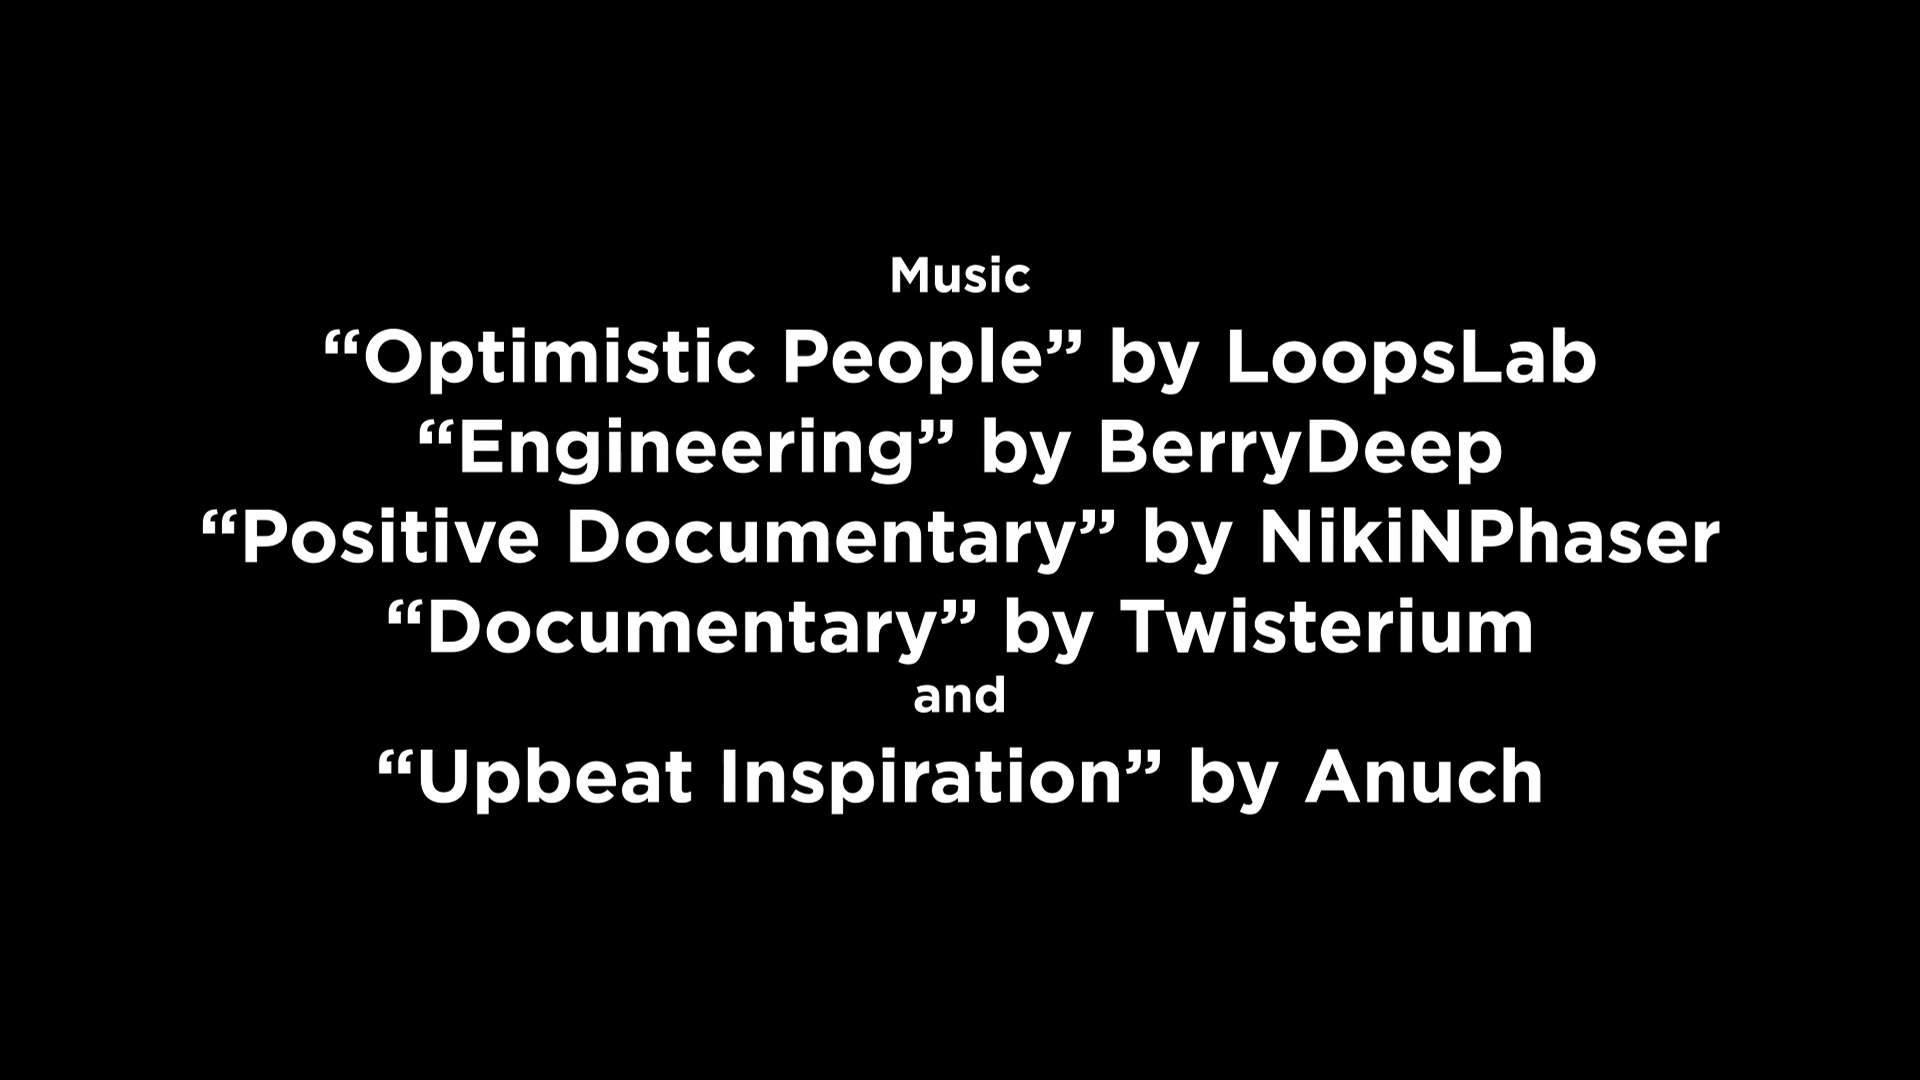 Music
“Optimistic People” by LoopsLab
“Engineering” by BerryDeep
“Positive Documentary” by NikiNPhaser
“Documentary” by Twisterium
and
“Upbeat Inspiration” by Anuch